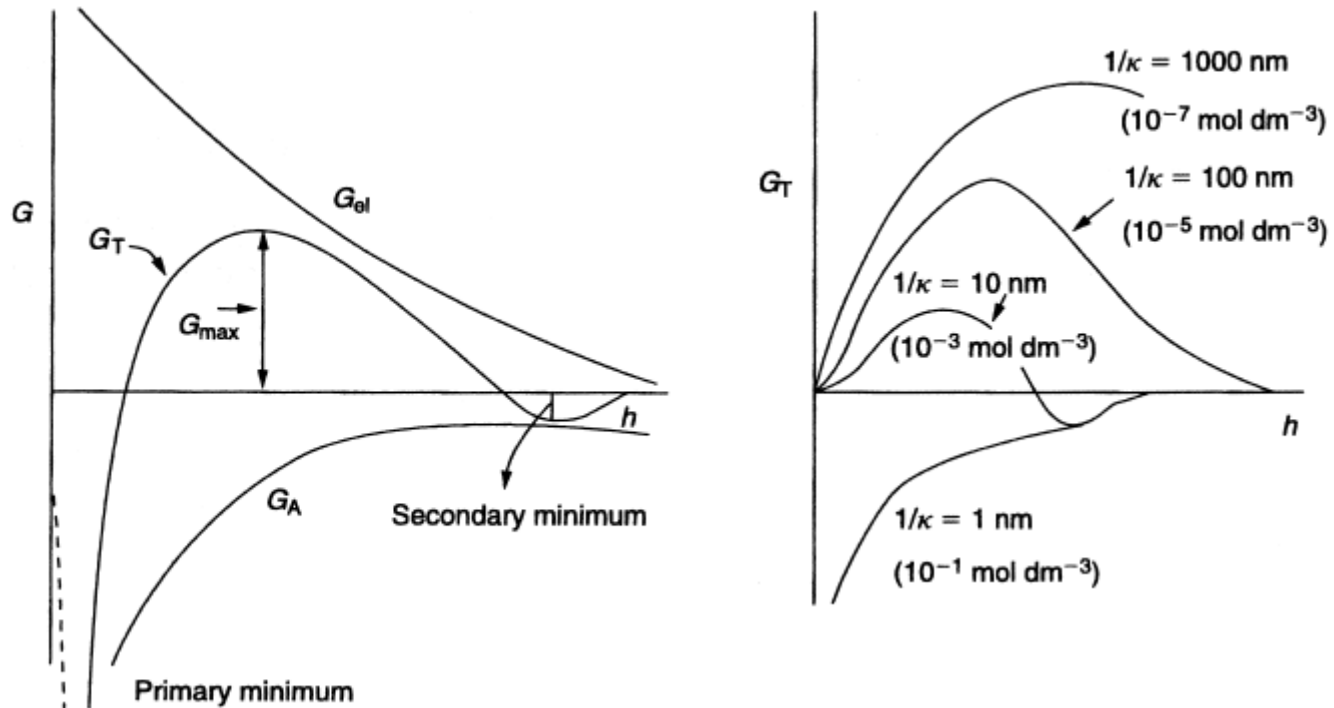 G
G_el
G_T
G_max
h
G_A
Secondary minimum
Primary minimum
G_T
1/κ = 1000 nm
(10⁻⁷ mol dm⁻³)
1/κ = 100 nm
(10⁻⁵ mol dm⁻³)
1/κ = 10 nm
(10⁻³ mol dm⁻³)
h
1/κ = 1 nm
(10⁻¹ mol dm⁻³)